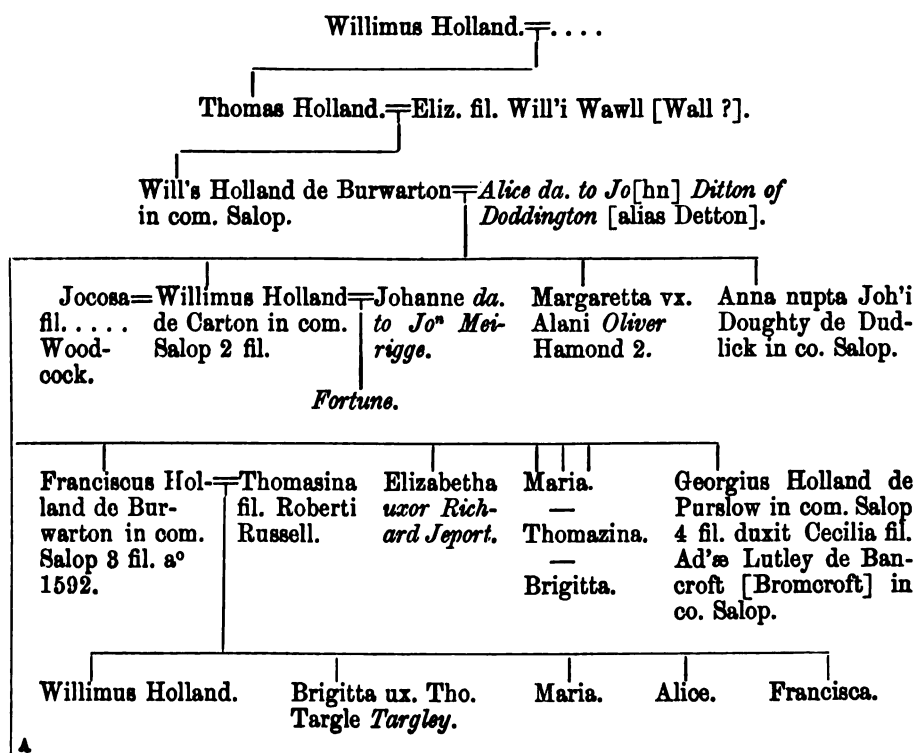 Willimus Holland.=. . . .
Thomas Holland.=Eliz. fil. Will'i Wawll [Wall ?].
Will's Holland de Burwarton=Alice da. to Jo[hn] Ditton of
in com. Salop. Doddington [alias Detton].
Jocosa=
fil. . . . . .
Wood-
cock.
Willimus Holland=
de Carton in com.
Salop 2 fil.
Johanne da.
to Joⁿ Mei-
rigge.
Margaretta vx.
Alani Oliver
Hamond 2.
Anna nupta Joh'i
Doughty de Dud-
lick in co. Salop.
Fortune.
Franciscus Hol-=
land de Bur-
warton in com.
Salop 3 fil. aº
1592.
Thomasina
fil. Roberti
Russell.
Elizabetha
uxor Rich-
ard Jeport.
Maria.
—
Thomazina.
—
Brigitta.
Georgius Holland de
Purslow in com. Salop
4 fil. duxit Cecilia fil.
Ad'æ Lutley de Ban-
croft [Bromcroft] in
co. Salop.
Willimus Holland.
Brigitta ux. Tho.
Targle Targley.
Maria.
Alice.
Francisca.
A